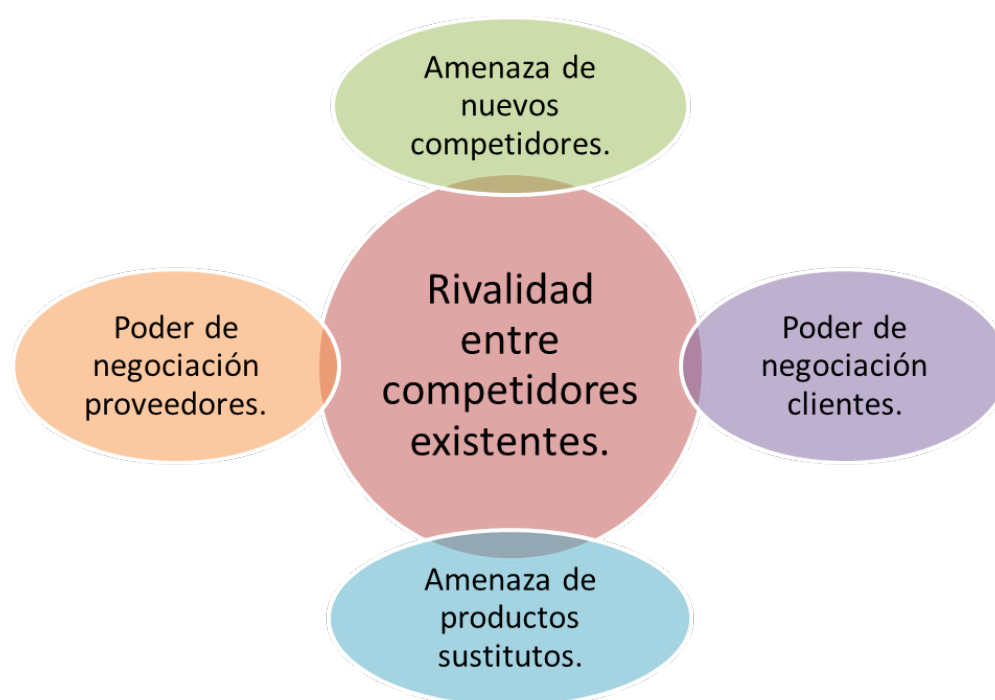 Amenaza de
nuevos
competidores.
Poder de
negociación
proveedores.
Rivalidad
entre
competidores
existentes.
Poder de
negociación
clientes.
Amenaza de
productos
sustitutos.